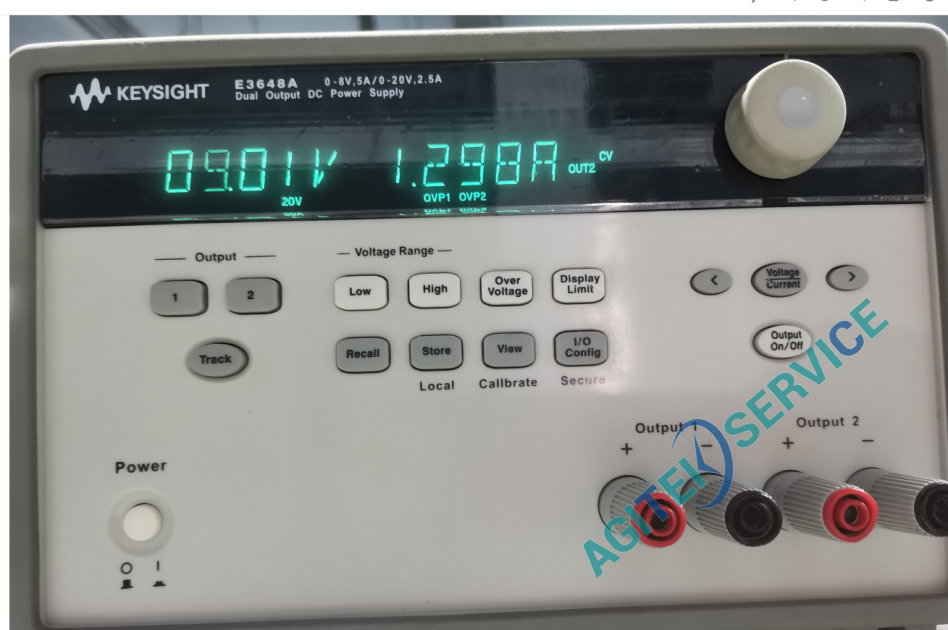 KEYSIGHT
E3648A 0-8V,5A/0-20V,2.5A
Dual Output DC Power Supply
09.01V 1.298A OUT2 CV
20V OVP1 OVP2
Output
Voltage Range
1 2
Low High Over Voltage Display Limit
< Voltage Current >
Track
Recall Store View I/O Config
Output On/Off
Local Calibrate Secure
Output 1 Output 2
+ − + −
Power
O I
AGITEK SERVICE